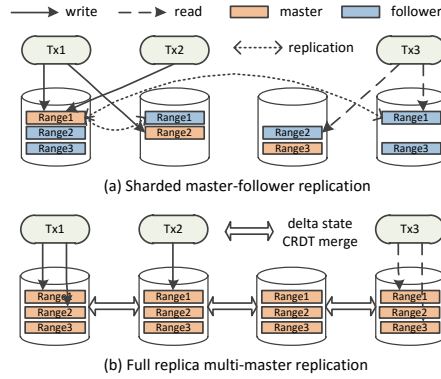 write read master follower
Tx1 Tx2 replication Tx3
Range1 Range1 Range1
Range2 Range2 Range2
Range3 Range3 Range3
(a) Sharded master-follower replication
Tx1 Tx2 delta state Tx3
CRDT merge
Range1 Range1 Range1 Range1
Range2 Range2 Range2 Range2
Range3 Range3 Range3 Range3
(b) Full replica multi-master replication